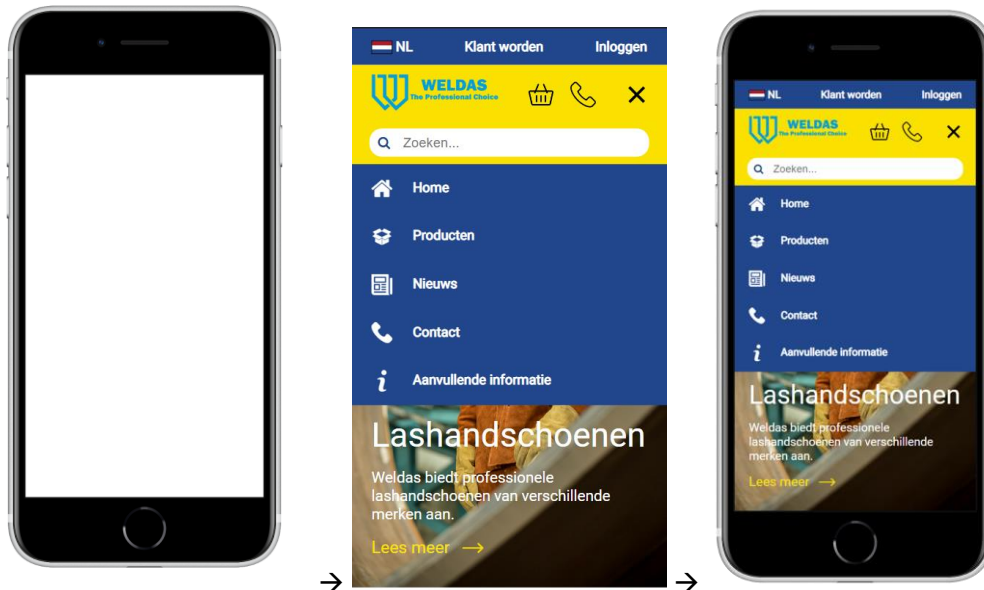 NL Klant worden Inloggen
WELDAS
The Professional Choice
Zoeken...
Home
Producten
Nieuws
Contact
Aanvullende informatie
Lashandschoenen
Weldas biedt professionele
lashandschoenen van verschillende
merken aan.
Lees meer →
→
NL Klant worden Inloggen
WELDAS
The Professional Choice
Zoeken...
Home
Producten
Nieuws
Contact
Aanvullende informatie
Lashandschoenen
Weldas biedt professionele
lashandschoenen van verschillende
merken aan.
Lees meer →
→